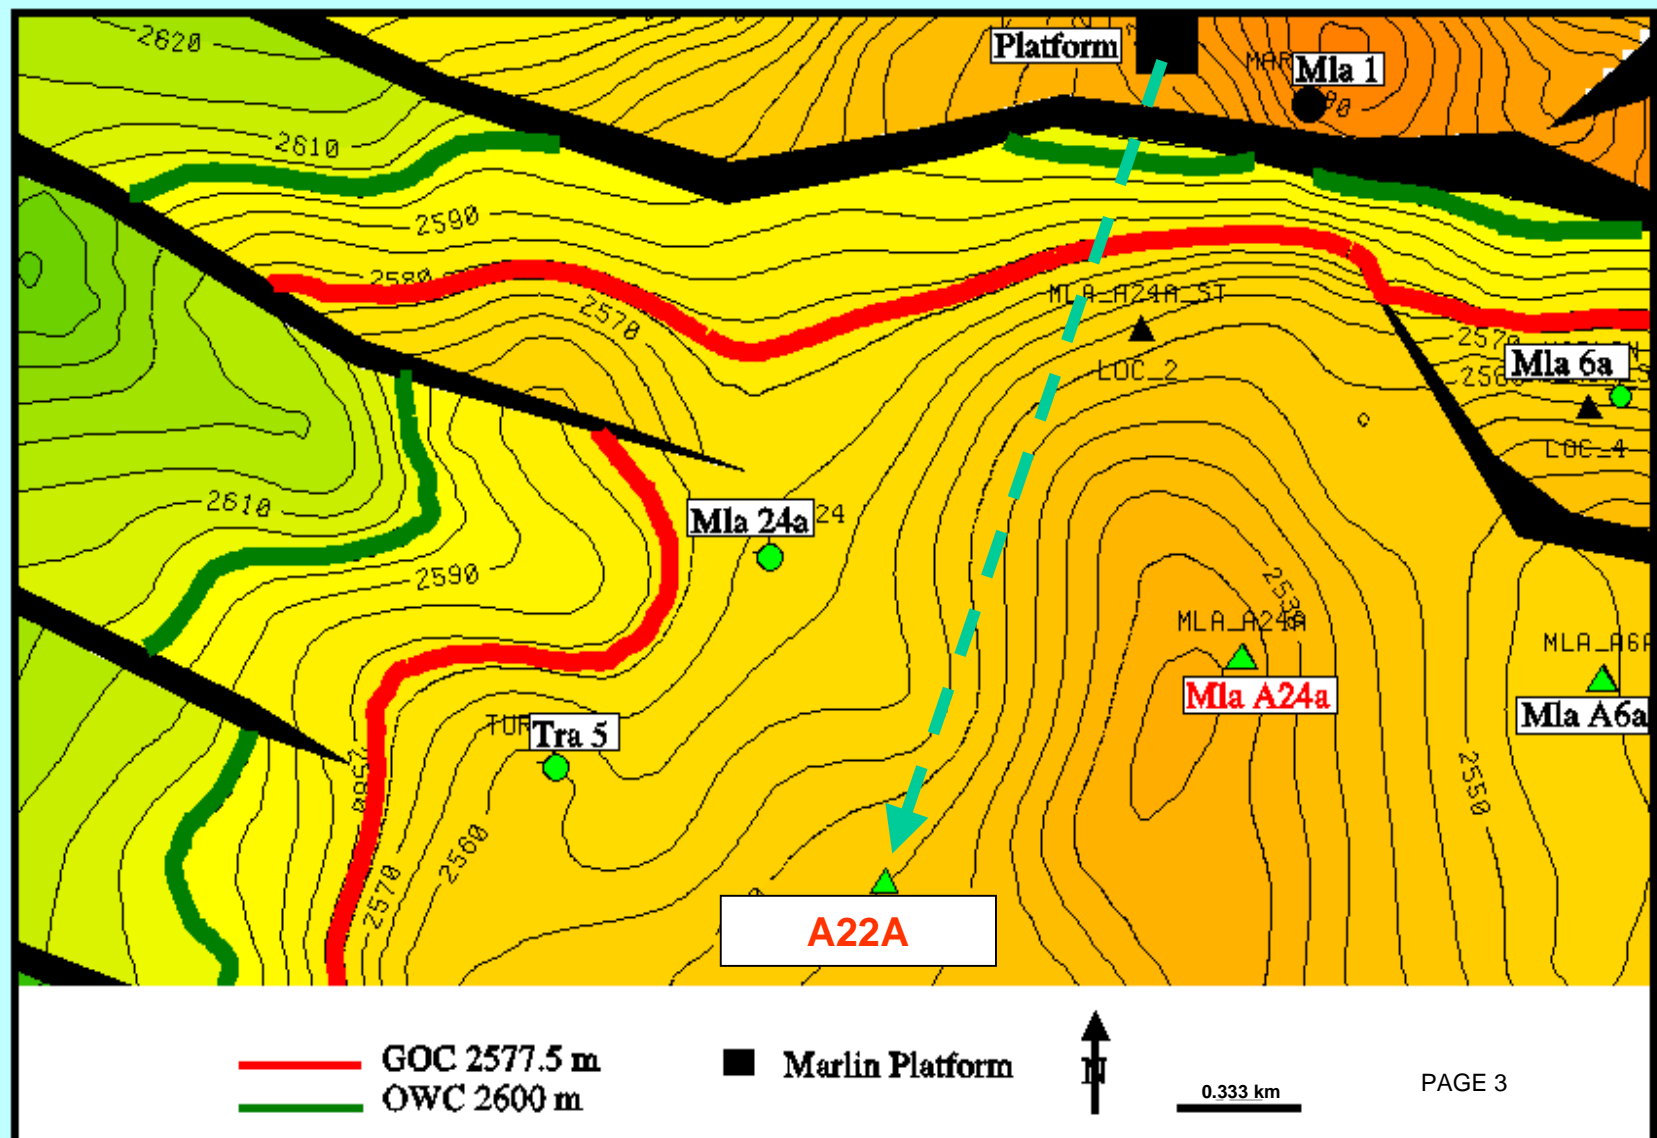 2620
Platform
Mla 1
2610
2590
2580
2570
MLA_A24A_ST
LOC_2
2570
Mla 6a
LOC_4
2610
Mla 24a
24
2590
MLA_A24A
Mla A24a
MLA_A6A
Mla A6a
Tra 5
2550
2560
2570
A22A
GOC 2577.5 m
OWC 2600 m
Marlin Platform
N
0.333 km
PAGE 3